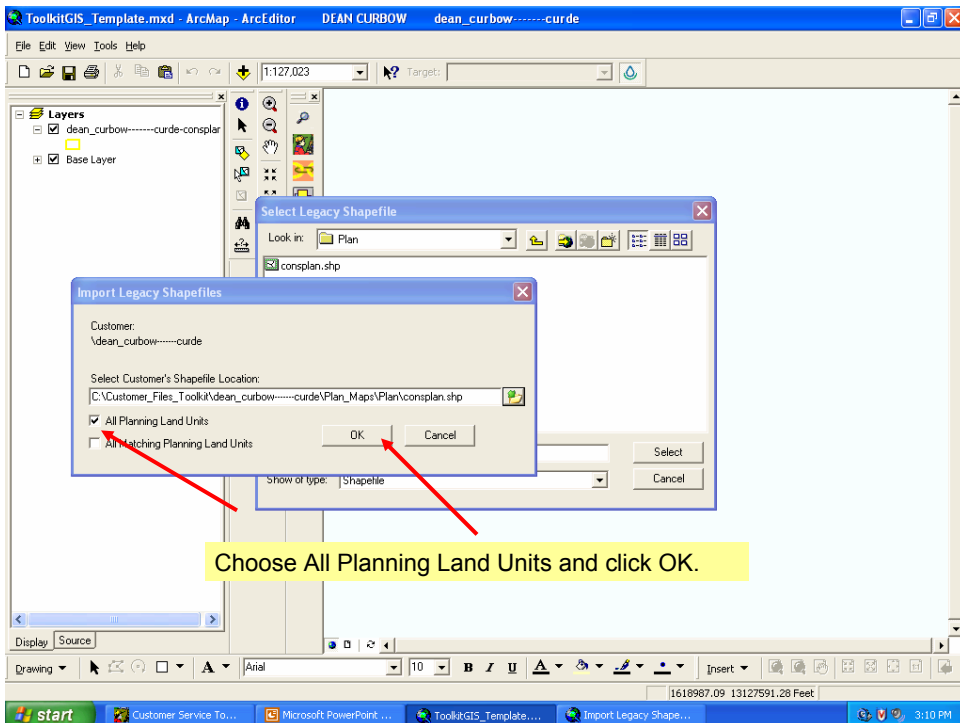 ToolkitGIS_Template.mxd - ArcMap - ArcEditor DEAN CURBOW dean_curbow-------curde
File Edit View Tools Help
1:127,023 Target:
Layers
dean_curbow-------curde-consplar
Base Layer
Select Legacy Shapefile
Look in: Plan
consplan.shp
Import Legacy Shapefiles
Customer:
\dean_curbow-------curde
Select Customer's Shapefile Location:
C:\Customer_Files_Toolkit\dean_curbow-------curde\Plan_Maps\Plan\consplan.shp
All Planning Land Units
All Matching Planning Land Units
OK Cancel
Select
Show of type: Shapefile
Cancel
Choose All Planning Land Units and click OK.
Display Source
Drawing A Arial 10 B I U A Insert
1618987.09 13127591.28 Feet
start Customer Service To... Microsoft PowerPoint ... ToolkitGIS_Template.... Import Legacy Shape... 3:10 PM